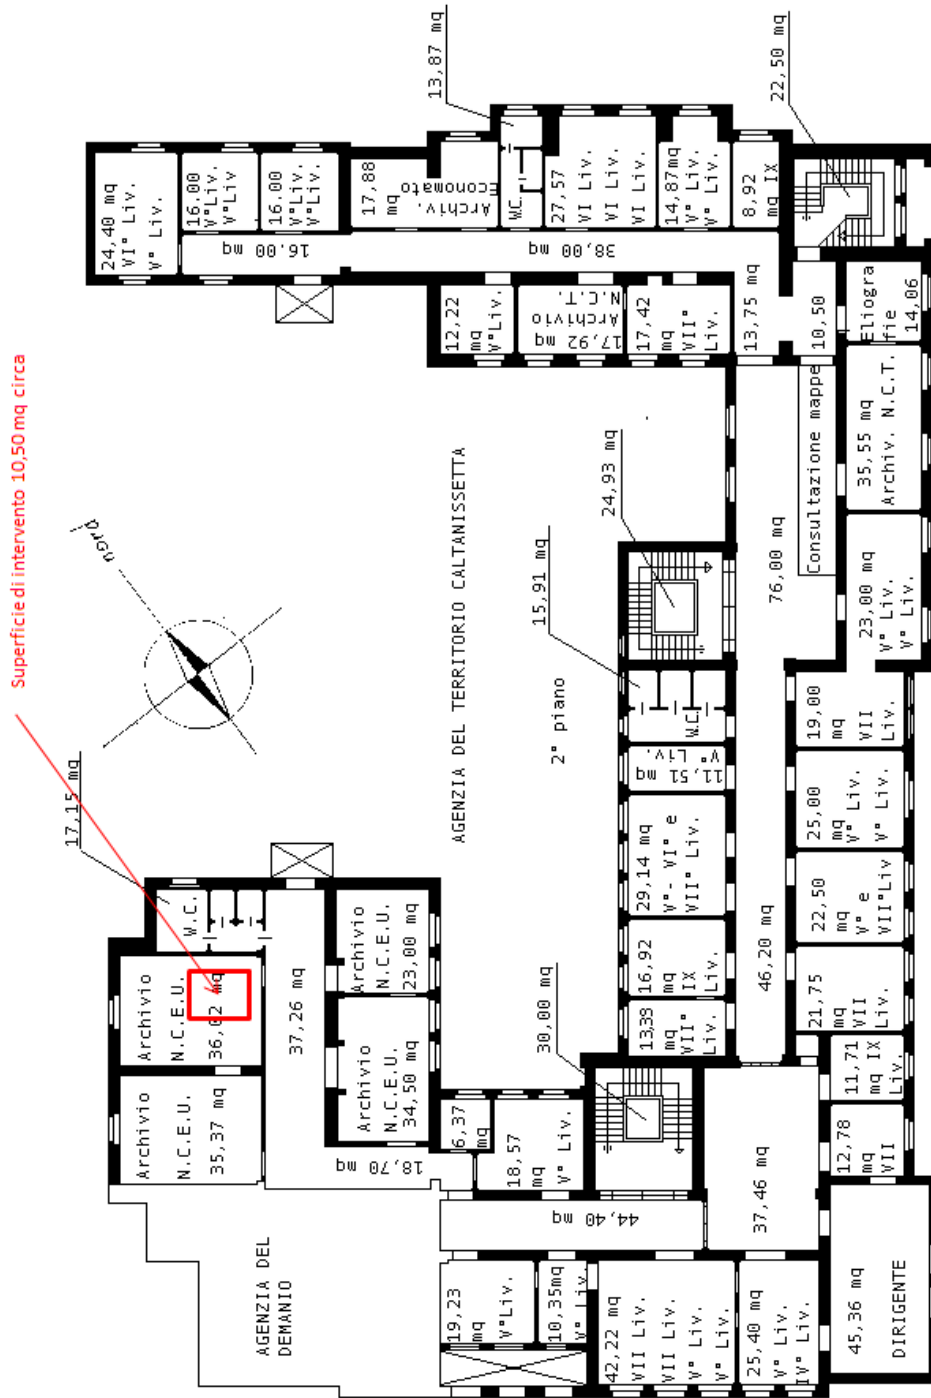 Superficie di intervento 10,50 mq circa
nord
AGENZIA DEL TERRITORIO CALTANISSETTA
2° piano
13,87 mq
22,50 mq
24,40 mq
VI° Liv.
V° Liv.
16.00
V°Liv.
V°Liv
16.00
V°Liv.
V°Liv.
17,88
mq
Archiv.
Economato
W.C.
27,57
VI Liv.
VI Liv.
14,87mq
V° Liv.
V° Liv.
8,92
mq IX
16,00 mq
38,00 mq
12,22
mq
V°Liv.
17,92 mq
Archivio
N.C.T.
17.42
mq
VII°
Liv.
13,75 mq
10,50
Eliogra
fie
14,06
Consultazione mappe
35,55 mq
Archiv. N.C.T.
24,93 mq
15,91 mq
76,00 mq
23,00 mq
V° Liv.
V° Liv.
W.C.
11,51 mq
V° Liv.
19,00
mq
VII
Liv.
29,14 mq
V°- VI° e
VII° Liv.
25,00
mq
V° Liv.
V° Liv.
16,92
mq
IX
Liv.
22,50
mq
V° e
VII°Liv
46,20 mq
13,39
mq
VII°
Liv.
21,75
mq
VII
Liv.
30,00 mq
11,71
mq IX
Liv.
12,78
mq
VII
37,46 mq
45,36 mq
DIRIGENTE
17,15 mq
W.C.
Archivio
N.C.E.U.
36,02 mq
Archivio
N.C.E.U.
23,00 mq
37,26 mq
Archivio
N.C.E.U.
35,37 mq
Archivio
N.C.E.U.
34,50 mq
6,37
mq
18,57
mq
V° Liv.
18,70 mq
44,40 mq
AGENZIA DEL
DEMANIO
19,23
mq
V°Liv.
10,35mq
V° Liv
42,22 mq
VII Liv.
VII Liv.
V° Liv.
V° Liv.
25,40 mq
VII Liv.
V° Liv.
IV° Liv.